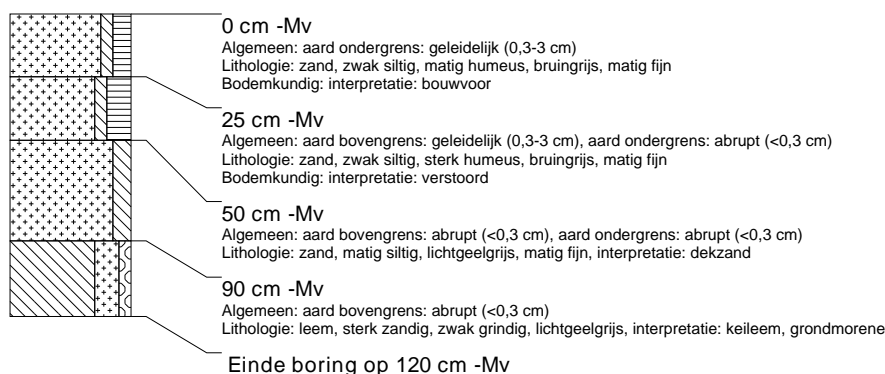 0 cm -Mv
Algemeen: aard ondergrens: geleidelijk (0,3-3 cm)
Lithologie: zand, zwak siltig, matig humeus, bruingrijs, matig fijn
Bodemkundig: interpretatie: bouwvoor
25 cm -Mv
Algemeen: aard bovengrens: geleidelijk (0,3-3 cm), aard ondergrens: abrupt (<0,3 cm)
Lithologie: zand, zwak siltig, sterk humeus, bruingrijs, matig fijn
Bodemkundig: interpretatie: verstoord
50 cm -Mv
Algemeen: aard bovengrens: abrupt (<0,3 cm), aard ondergrens: abrupt (<0,3 cm)
Lithologie: zand, matig siltig, lichtgeelgrijs, matig fijn, interpretatie: dekzand
90 cm -Mv
Algemeen: aard bovengrens: abrupt (<0,3 cm)
Lithologie: leem, sterk zandig, zwak grindig, lichtgeelgrijs, interpretatie: keileem, grondmorene
Einde boring op 120 cm -Mv